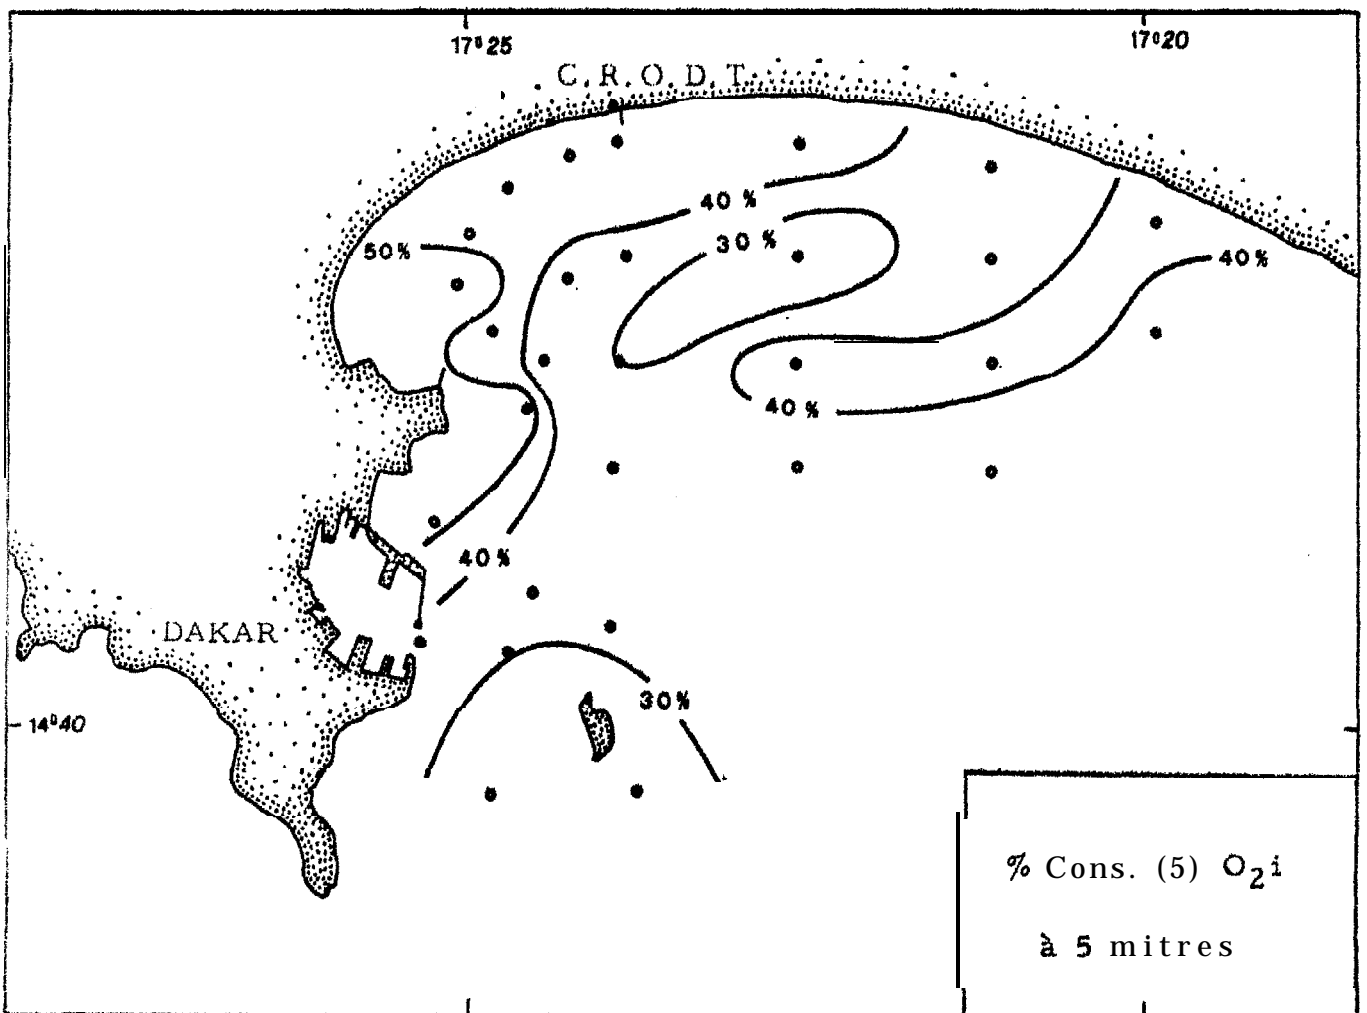 17°25
17°20
C.R.O.D.T.
40 %
30 %
50%
40%
40 %
40 %
DAKAR
30%
14°40
% Cons. (5) O₂i
à 5 mitres